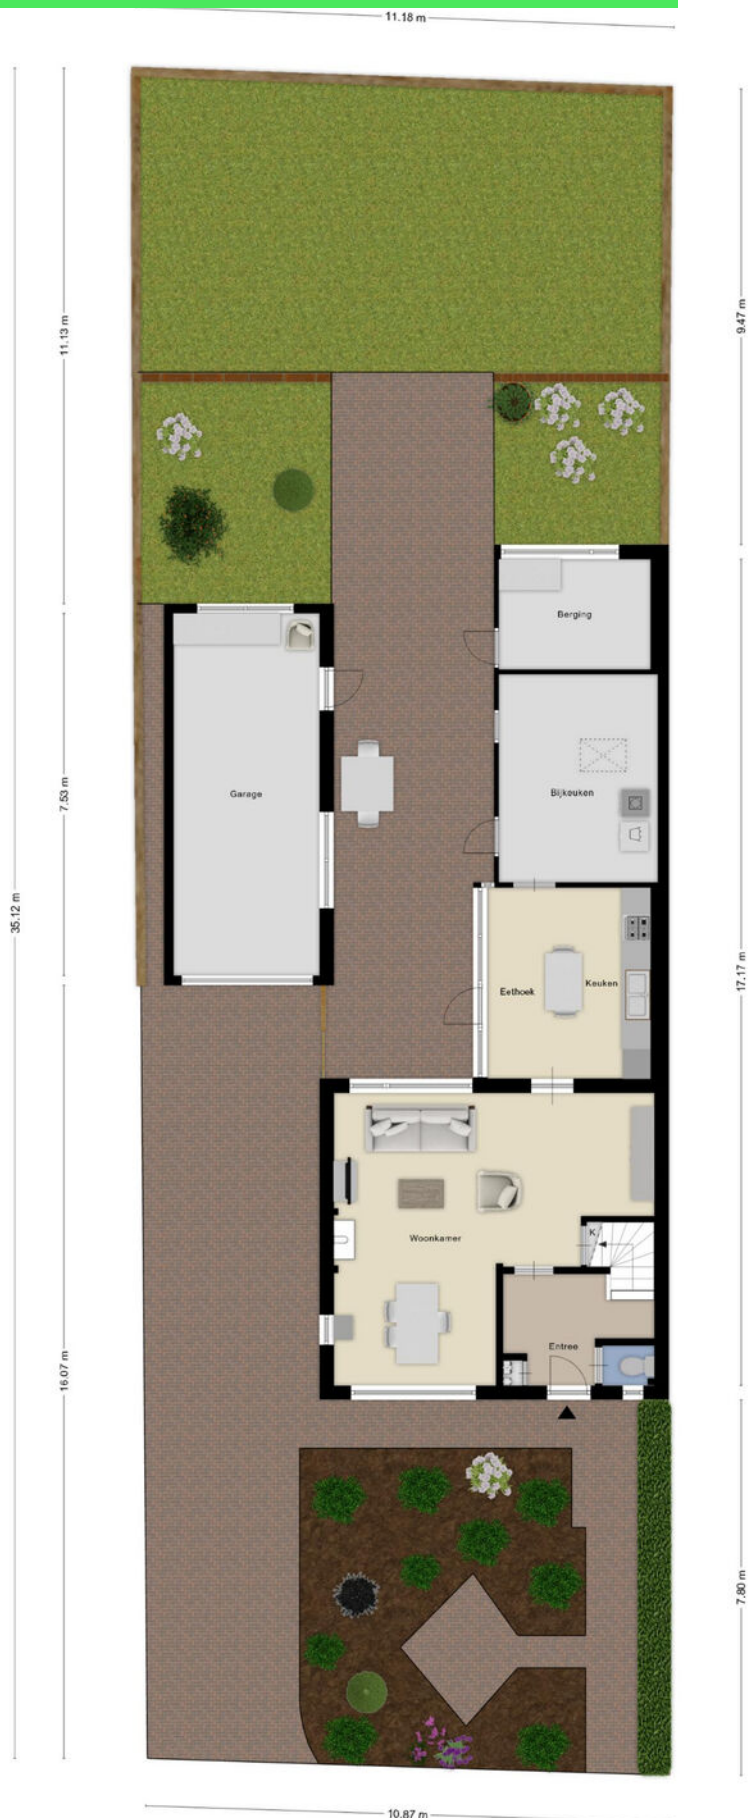 11.18 m
9.47 m
11.13 m
Berging
7.53 m
Garage
Bijkeuken
35.12 m
17.17 m
Eethoek
Keuken
K
Woonkamer
Entree
16.07 m
7.80 m
10.87 m